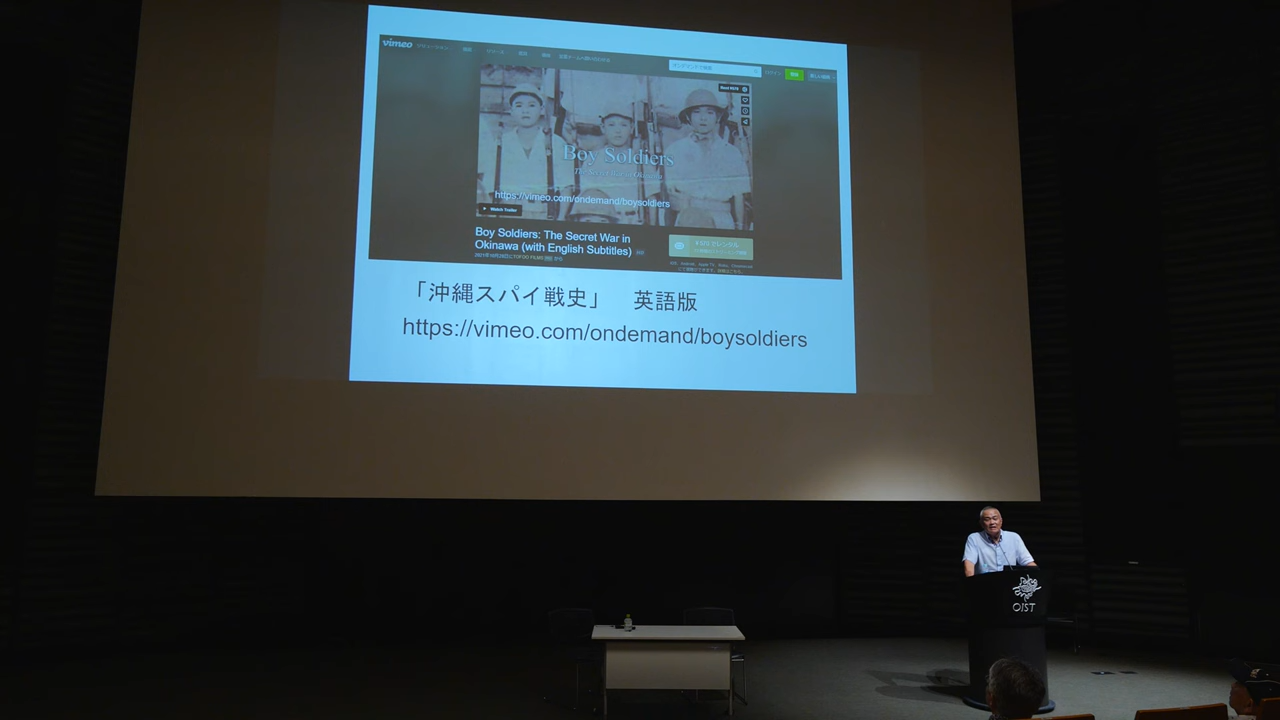 vimeo
Boy Soldiers
The Secret War in Okinawa
https://vimeo.com/ondemand/boysoldiers
Watch Trailer
Boy Soldiers: The Secret War in
Okinawa (with English Subtitles)
「沖縄スパイ戦史」 英語版
https://vimeo.com/ondemand/boysoldiers
OIST